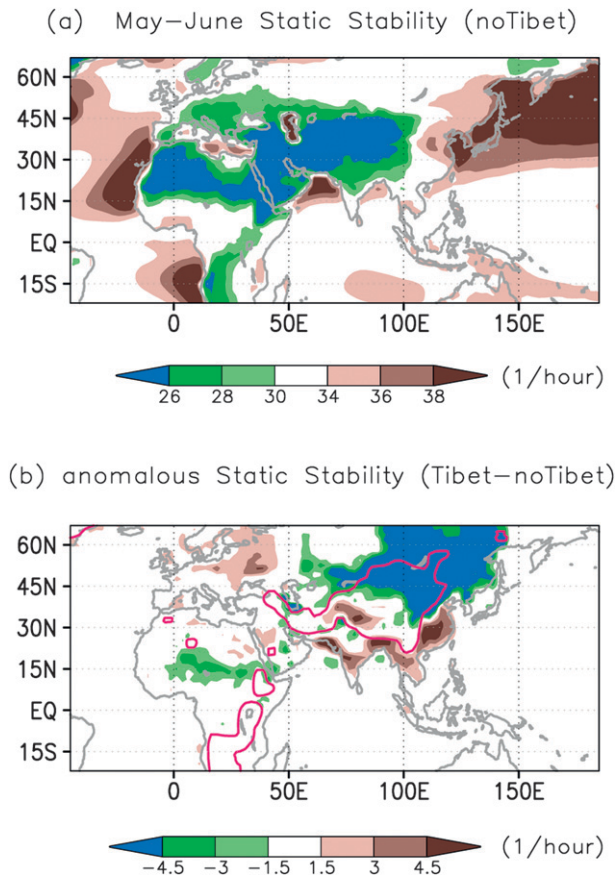 (a) May–June Static Stability (noTibet)
60N
45N
30N
15N
EQ
15S
0 50E 100E 150E
26 28 30 34 36 38 (1/hour)
(b) anomalous Static Stability (Tibet–noTibet)
60N
45N
30N
15N
EQ
15S
0 50E 100E 150E
−4.5 −3 −1.5 1.5 3 4.5 (1/hour)